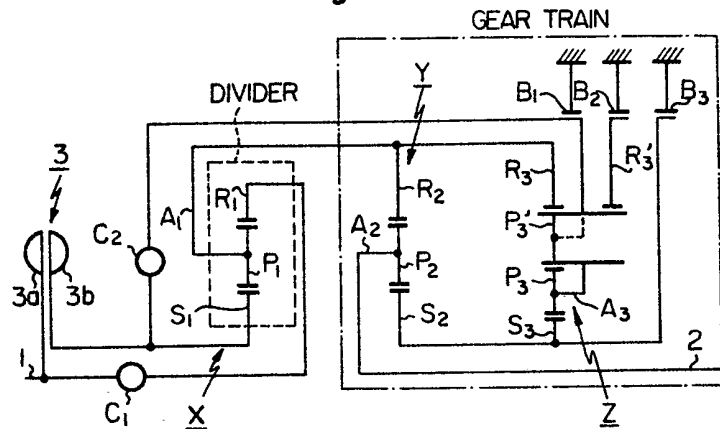 GEAR TRAIN
Y
DIVIDER
B1
B2
B3
3
A1
R1
R2
R3
R3'
C2
A2
P3'
3a
3b
P1
P2
P3
S1
S2
S3
A3
2
1
C1
X
Z